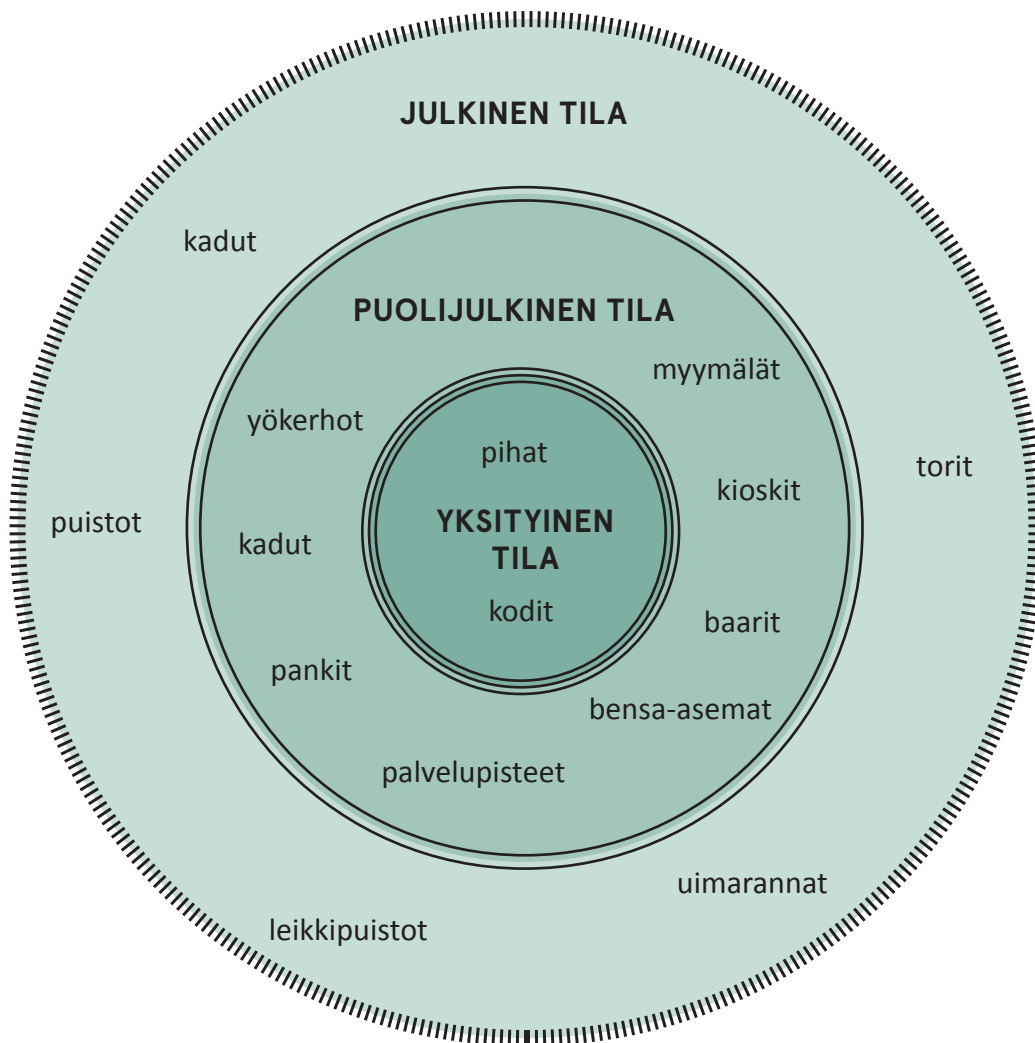 JULKINEN TILA
kadut
PUOLIJULKINEN TILA
myymälät
yökerhot
pihat
torit
kioskit
puistot
YKSITYINEN
TILA
kadut
kodit
baarit
pankit
bensa-asemat
palvelupisteet
uimarannat
leikkipuistot